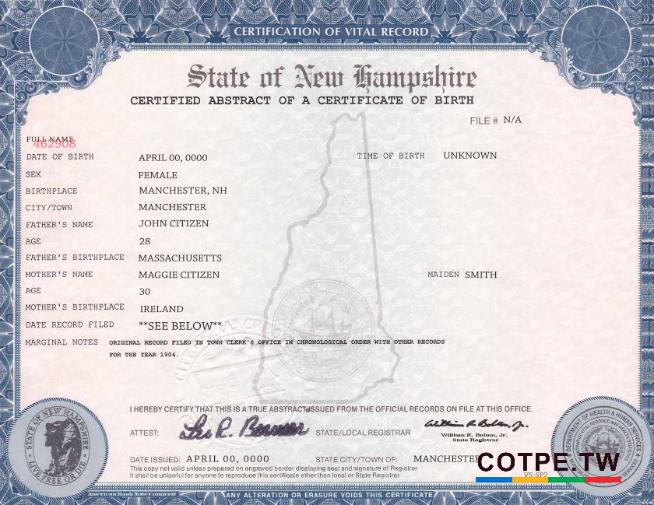 CERTIFICATION OF VITAL RECORD
State of New Hampshire
CERTIFIED ABSTRACT OF A CERTIFICATE OF BIRTH
FILE # N/A
FULL NAME
462908
DATE OF BIRTH APRIL 00, 0000 TIME OF BIRTH UNKNOWN
SEX FEMALE
BIRTHPLACE MANCHESTER, NH
CITY/TOWN MANCHESTER
FATHER'S NAME JOHN CITIZEN
AGE 28
FATHER'S BIRTHPLACE MASSACHUSETTS
MOTHER'S NAME MAGGIE CITIZEN MAIDEN SMITH
AGE 30
MOTHER'S BIRTHPLACE IRELAND
DATE RECORD FILED **SEE BELOW**
MARGINAL NOTES ORIGINAL RECORD FILED IN TOWN CLERK'S OFFICE IN CHRONOLOGICAL ORDER WITH OTHER RECORDS
FOR THE YEAR 1904.
I HEREBY CERTIFY THAT THIS IS A TRUE ABSTRACT ISSUED FROM THE OFFICIAL RECORDS ON FILE AT THIS OFFICE.
ATTEST: STATE/LOCAL REGISTRAR
William R. Bolton, Jr.
State Registrar
DATE ISSUED: APRIL 00, 0000 STATE/CITY/TOWN OF: MANCHESTER
This copy not valid unless prepared on engraved border displaying seal and signature of Registrar.
It shall be unlawful for anyone to reproduce this certificate other than local or State Registrar.
STATE OF NEW HAMPSHIRE
LIVE FREE OR DIE
COTPE.TW
American Bank Note Company
ANY ALTERATION OR ERASURE VOIDS THIS CERTIFICATE